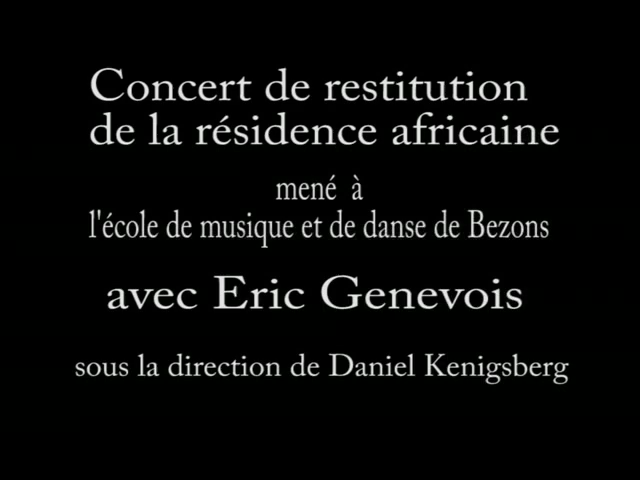 Concert de restitution
de la résidence africaine
mené à
l'école de musique et de danse de Bezons
avec Eric Genevois
sous la direction de Daniel Kenigsberg